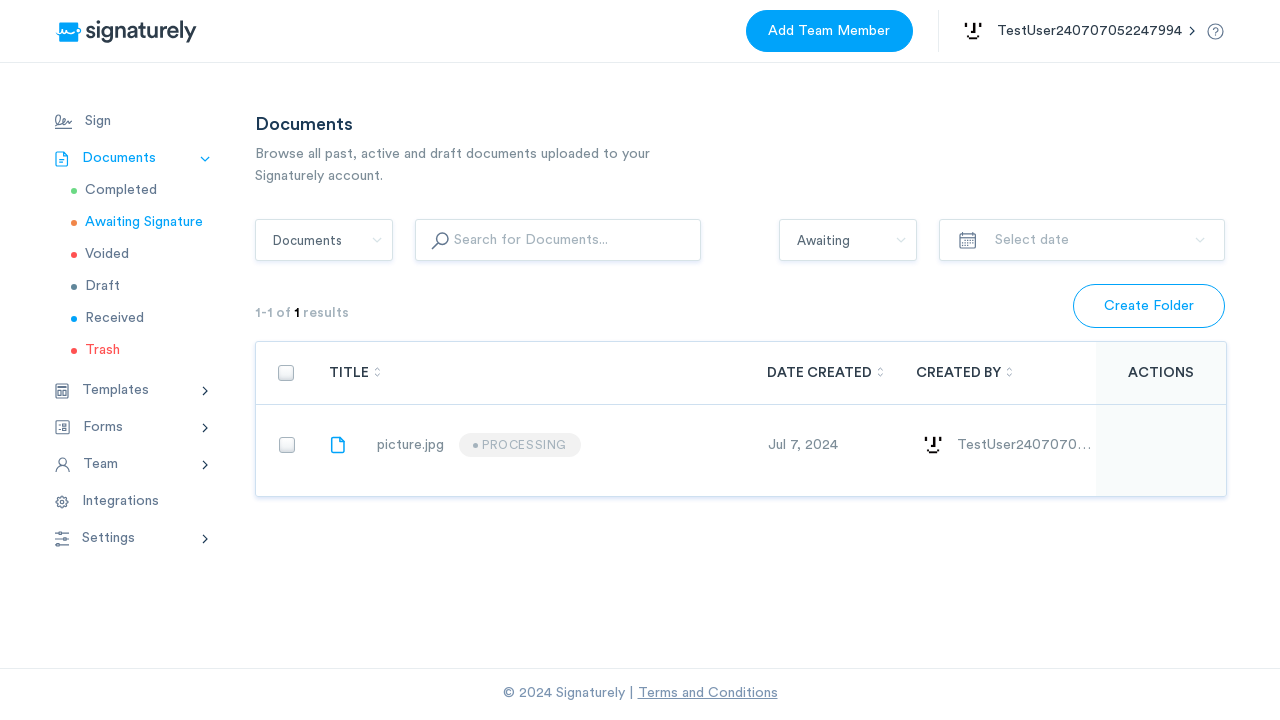 signaturely
Add Team Member
TestUser240707052247994
Sign
Documents
Completed
Awaiting Signature
Voided
Draft
Received
Trash
Templates
Forms
Team
Integrations
Settings
Documents
Browse all past, active and draft documents uploaded to your
Signaturely account.
Documents
Search for Documents...
Awaiting
Select date
1-1 of 1 results
Create Folder
TITLE
DATE CREATED
CREATED BY
ACTIONS
picture.jpg
PROCESSING
Jul 7, 2024
TestUser2407070...
© 2024 Signaturely | Terms and Conditions